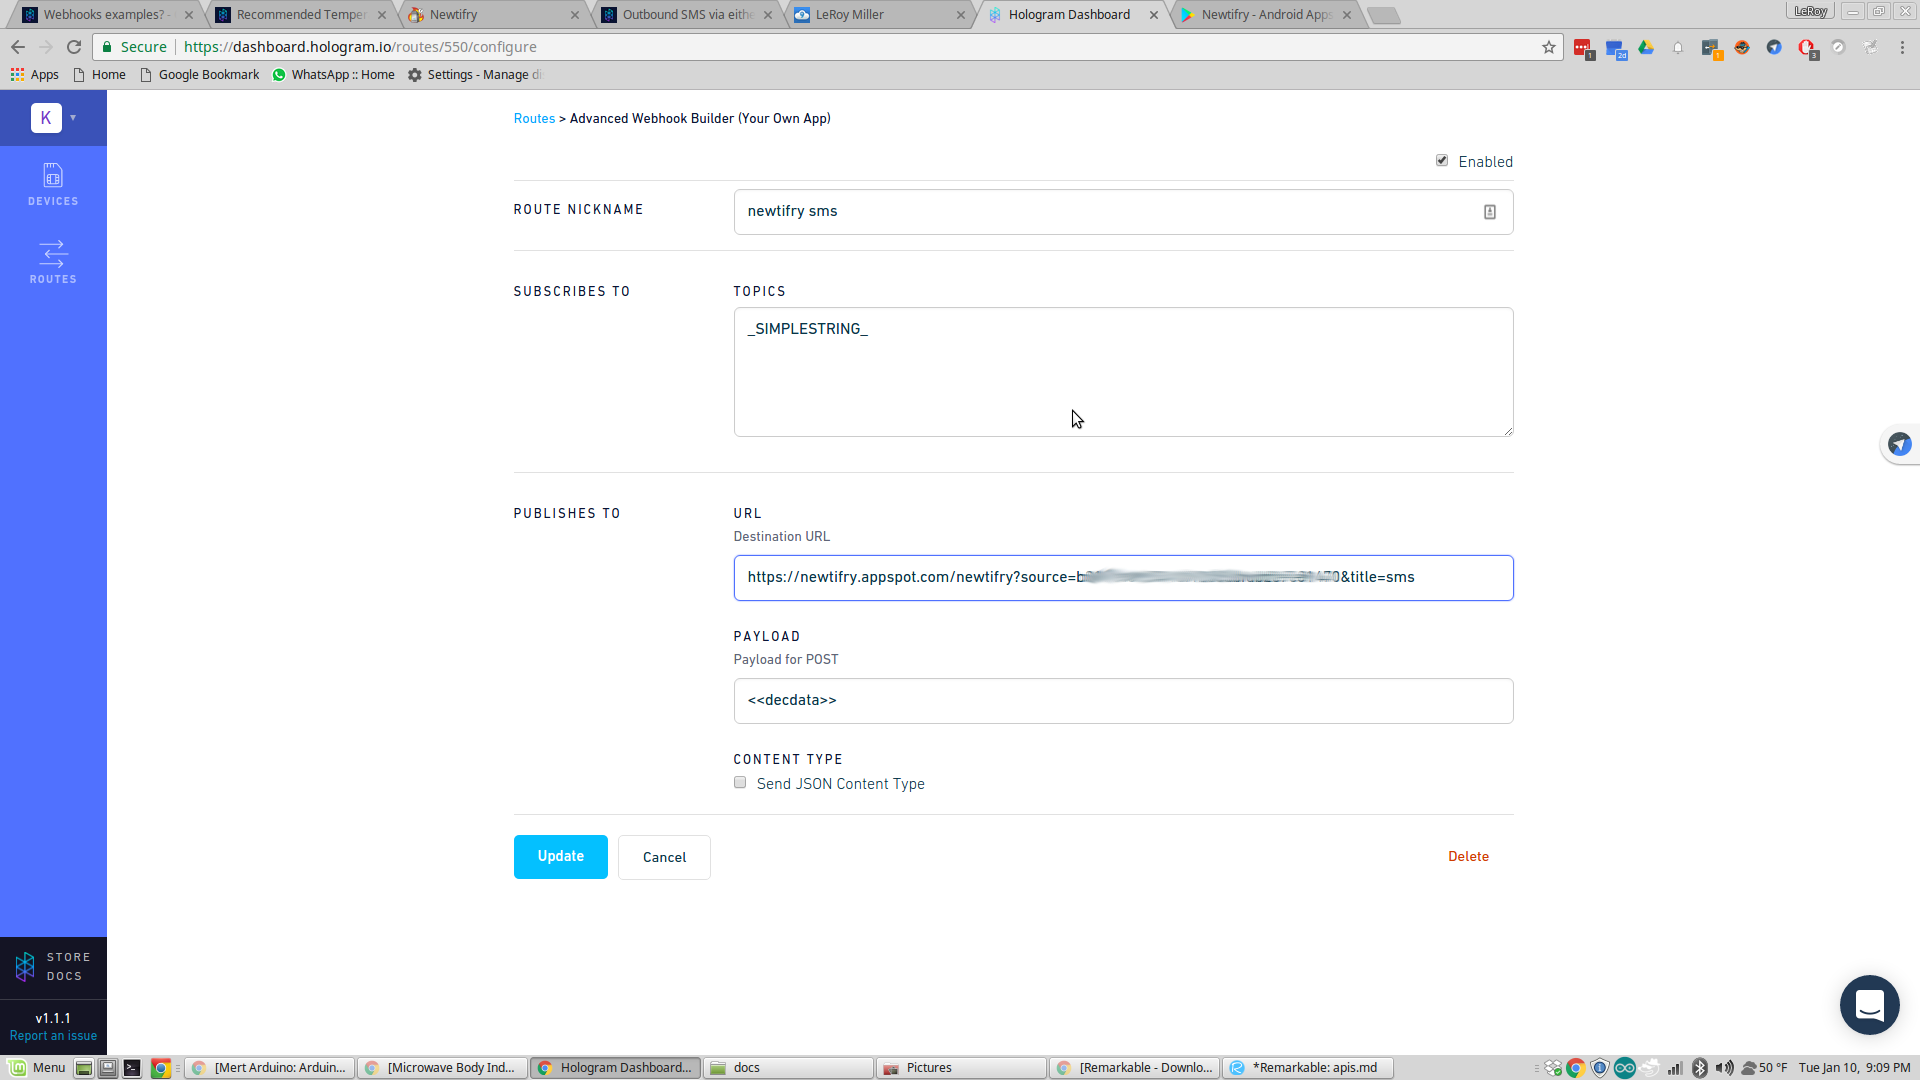 Webhooks examples? -
Recommended Temper
Newtifry
Outbound SMS via eithe
LeRoy Miller
Hologram Dashboard
Newtifry - Android Apps
LeRoy
Secure
https://dashboard.hologram.io/routes/550/configure
1
2d
1
3
Apps
Home
Google Bookmark
WhatsApp :: Home
Settings - Manage di
K
DEVICES
ROUTES
Routes > Advanced Webhook Builder (Your Own App)
Enabled
ROUTE NICKNAME
newtifry sms
SUBSCRIBES TO
TOPICS
_SIMPLESTRING_
PUBLISHES TO
URL
Destination URL
https://newtifry.appspot.com/newtifry?source=b 0&title=sms
PAYLOAD
Payload for POST
<<decdata>>
CONTENT TYPE
Send JSON Content Type
Update
Cancel
Delete
STORE
DOCS
v1.1.1
Report an issue
Menu
[Mert Arduino: Arduin...
[Microwave Body Ind...
Hologram Dashboard...
docs
Pictures
[Remarkable - Downlo...
*Remarkable: apis.md
50 °F
Tue Jan 10, 9:09 PM